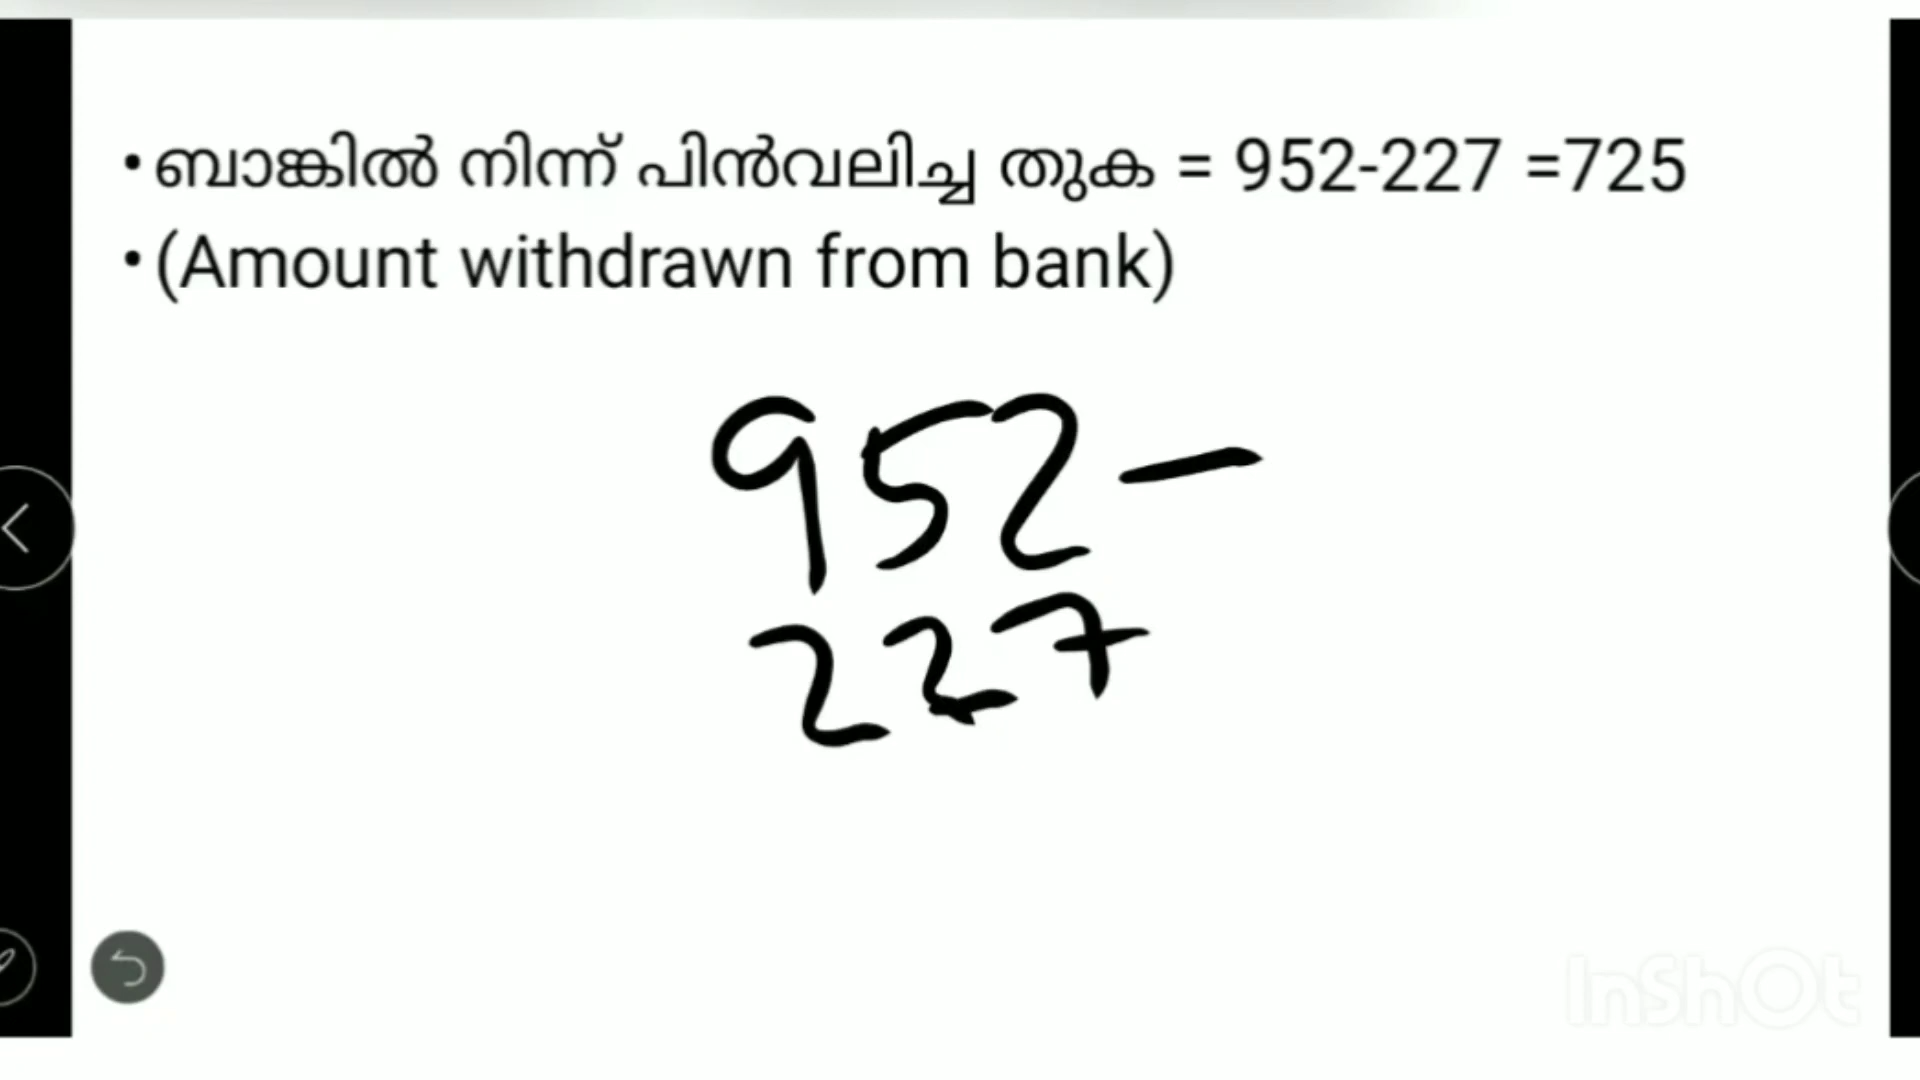 • ബാങ്കിൽ നിന്ന് പിൻവലിച്ച തുക = 952-227 =725
• (Amount withdrawn from bank)
952 —
227
InShOt